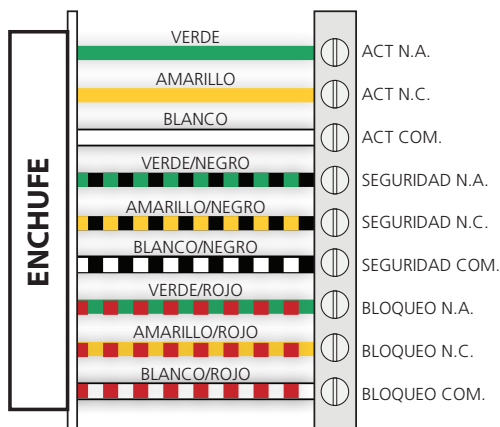 ENCHUFE
VERDE
ACT N.A.
AMARILLO
ACT N.C.
BLANCO
ACT COM.
VERDE/NEGRO
SEGURIDAD N.A.
AMARILLO/NEGRO
SEGURIDAD N.C.
BLANCO/NEGRO
SEGURIDAD COM.
VERDE/ROJO
BLOQUEO N.A.
AMARILLO/ROJO
BLOQUEO N.C.
BLANCO/ROJO
BLOQUEO COM.